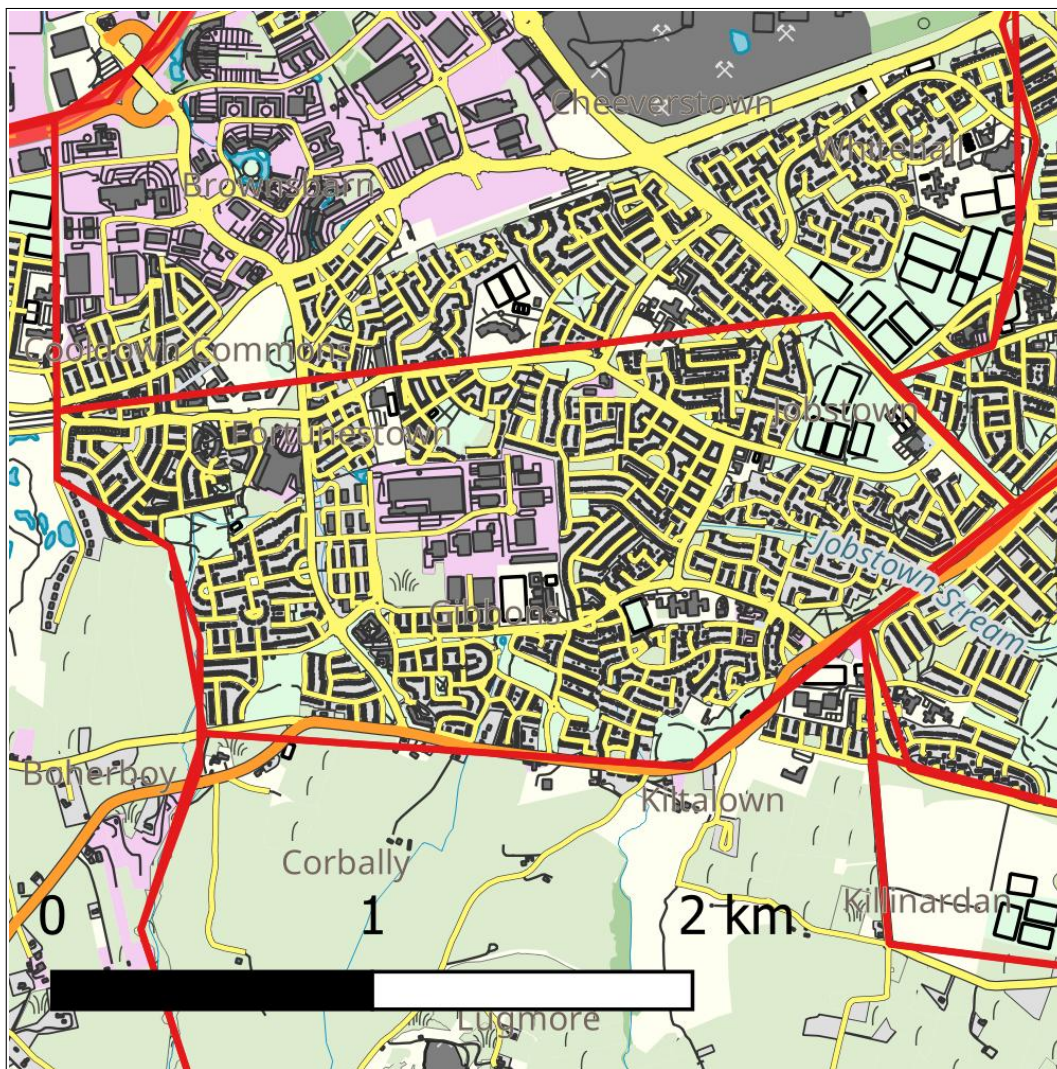 Cheeverstown
Whitehall
Brownsbarn
Cooldown Commons
Jobstown
Fortunestown
Jobstown Stream
Gibbons
Boherboy
Kiltalown
Corbally
Killinardan
0 1 2 km
Lugmore